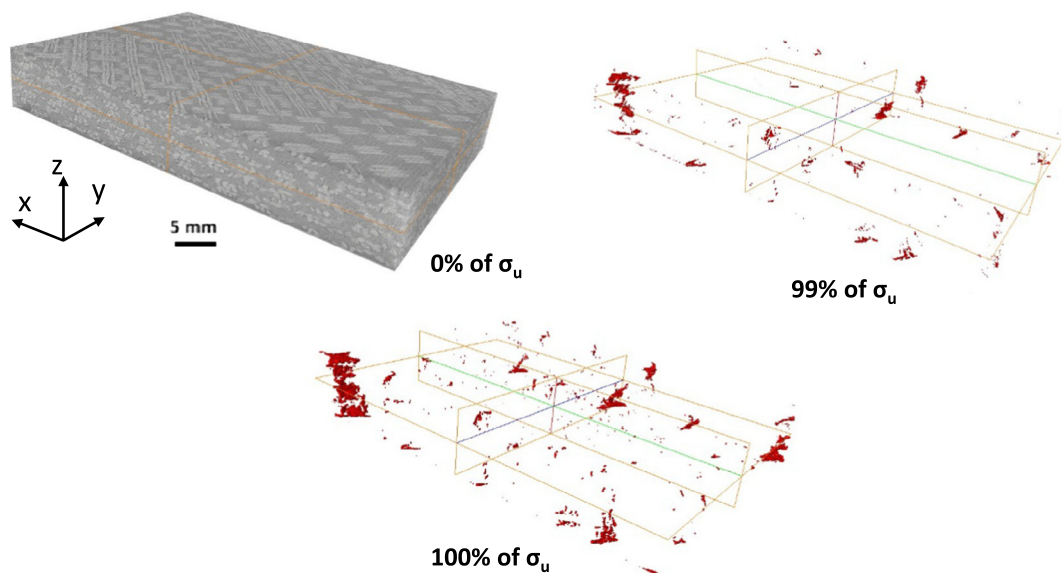 z
x
y
5 mm
0% of σu
99% of σu
100% of σu